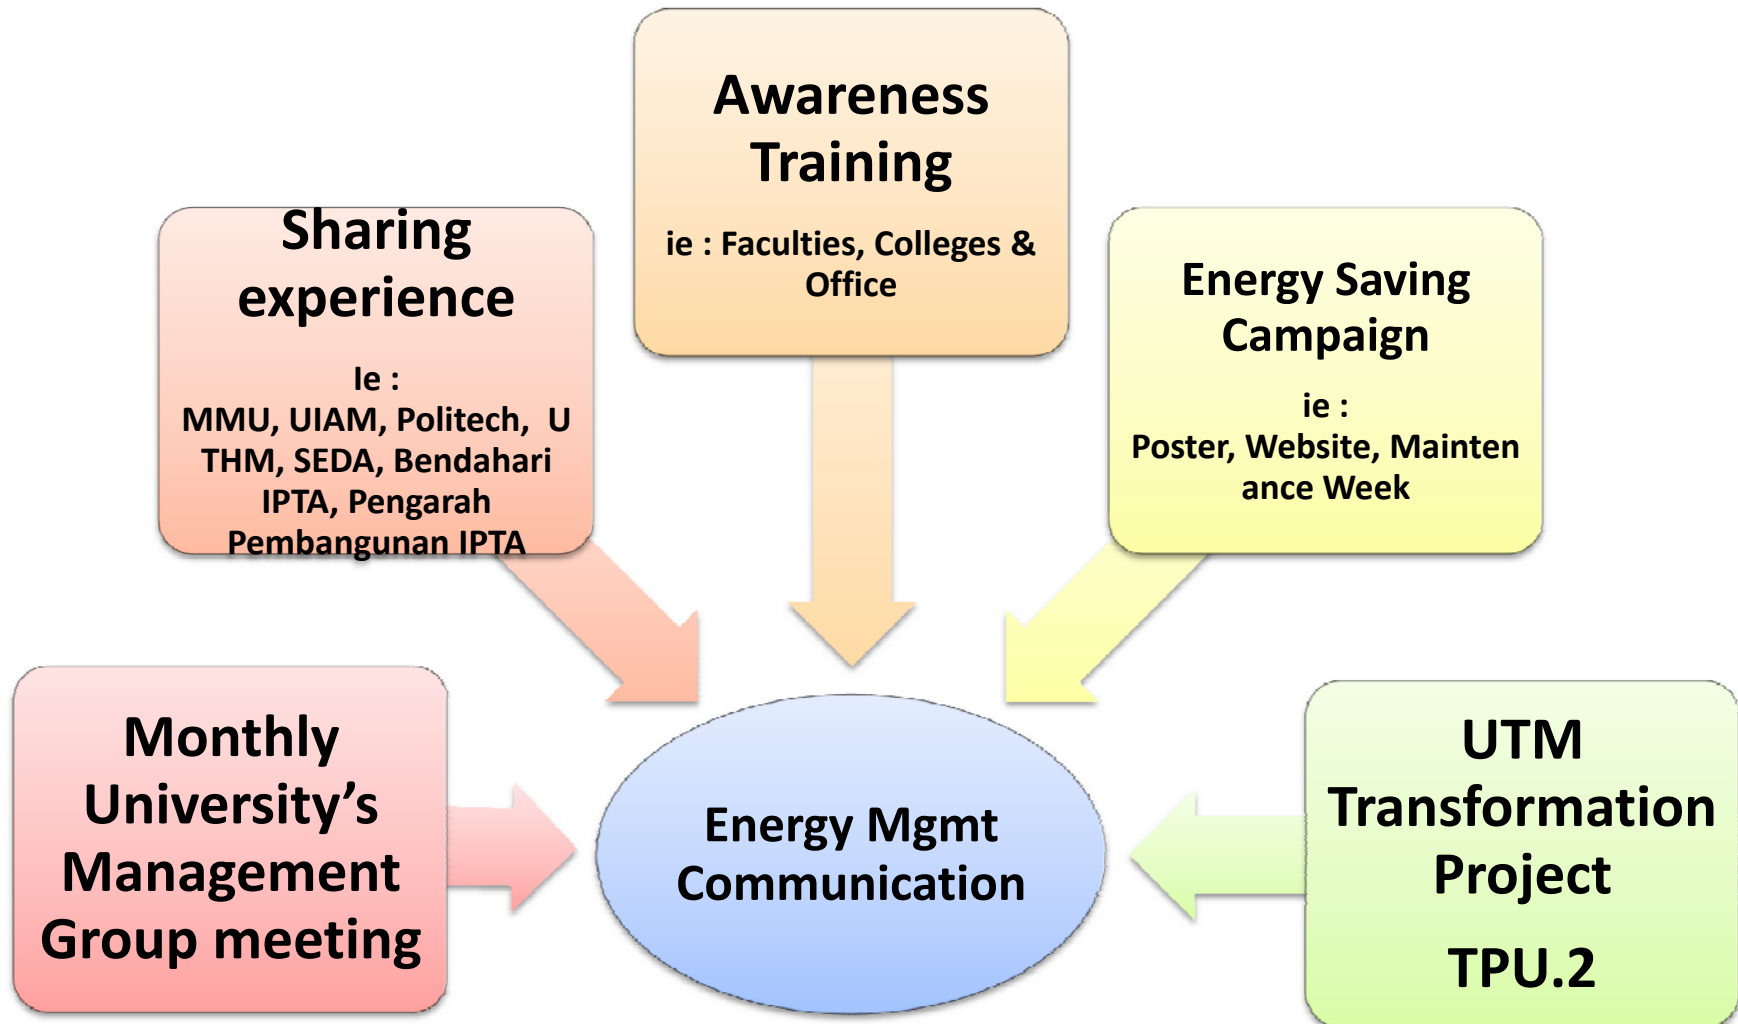 Awareness
Training
ie : Faculties, Colleges &
Office
Sharing
experience
Ie :
MMU, UIAM, Politech, U
THM, SEDA, Bendahari
IPTA, Pengarah
Pembangunan IPTA
Energy Saving
Campaign
ie :
Poster, Website, Mainten
ance Week
Monthly
University’s
Management
Group meeting
Energy Mgmt
Communication
UTM
Transformation
Project
TPU.2